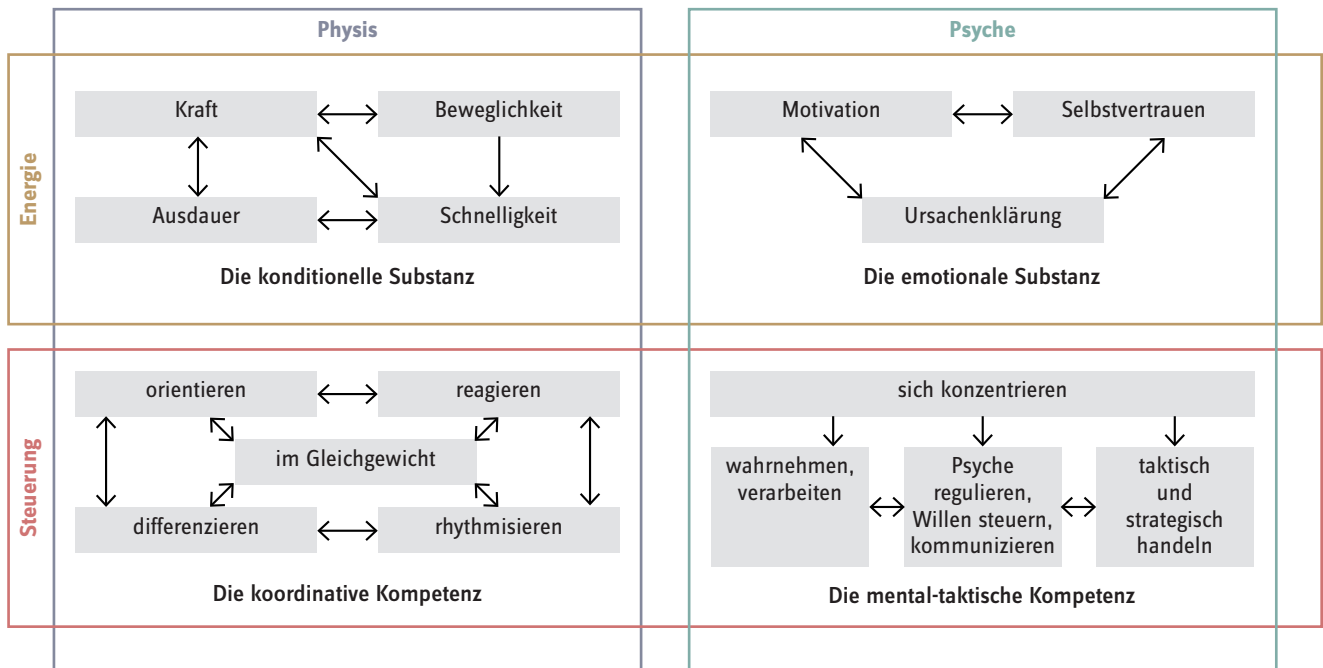 Physis
Psyche
Energie
Kraft
Beweglichkeit
Ausdauer
Schnelligkeit
Die konditionelle Substanz
Motivation
Selbstvertrauen
Ursachenklärung
Die emotionale Substanz
Steuerung
orientieren
reagieren
im Gleichgewicht
differenzieren
rhythmisieren
Die koordinative Kompetenz
sich konzentrieren
wahrnehmen,
verarbeiten
Psyche
regulieren,
Willen steuern,
kommunizieren
taktisch
und
strategisch
handeln
Die mental-taktische Kompetenz